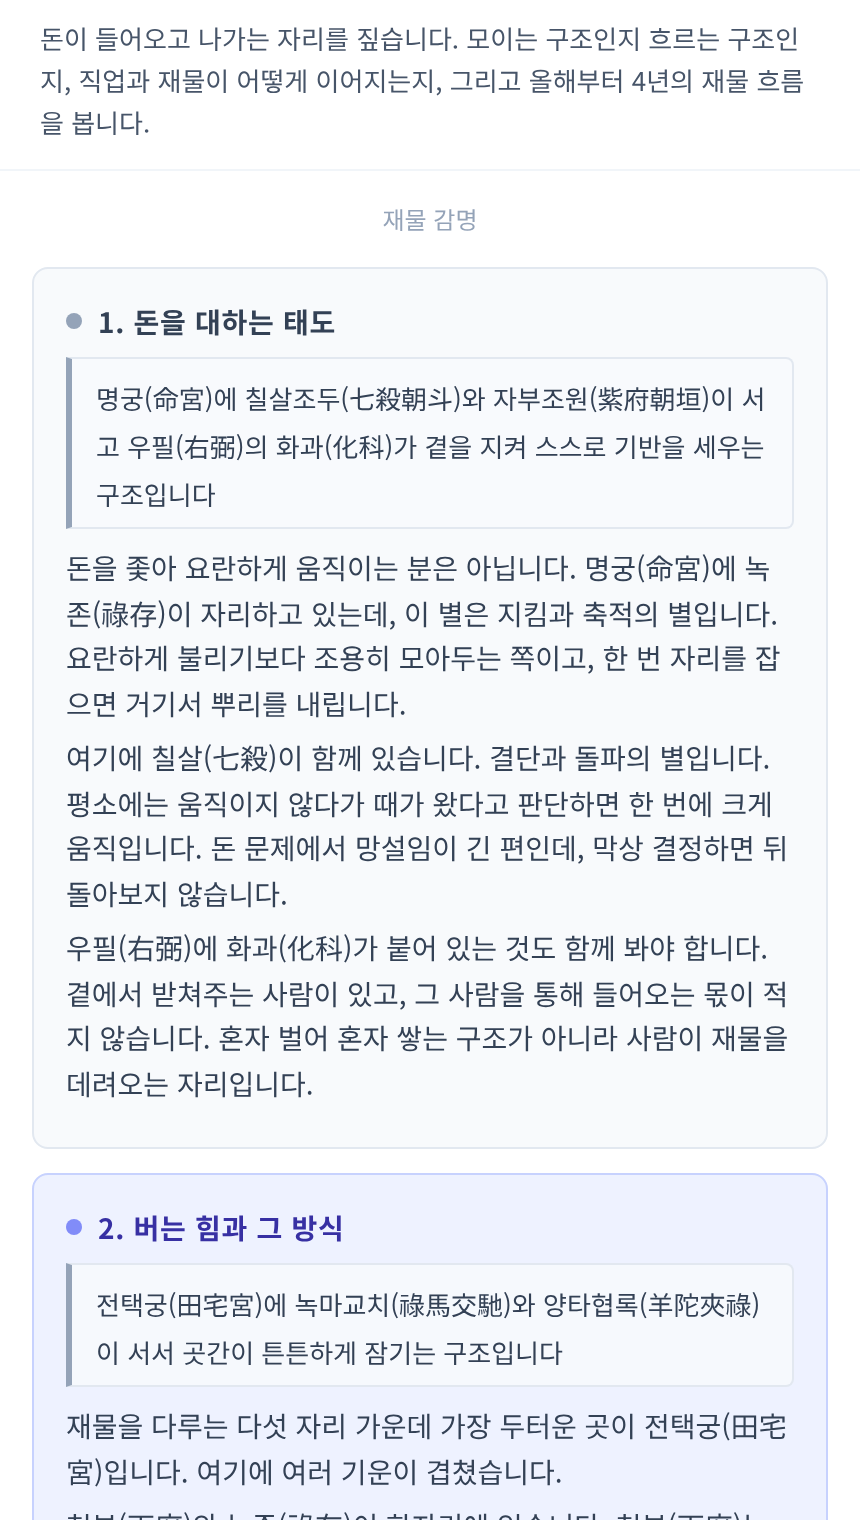 돈이 들어오고 나가는 자리를 짚습니다. 모이는 구조인지 흐르는 구조인
지, 직업과 재물이 어떻게 이어지는지, 그리고 올해부터 4년의 재물 흐름
을 봅니다.
재물 감명
1. 돈을 대하는 태도
명궁(命宮)에 칠살조두(七殺朝斗)와 자부조원(紫府朝垣)이 서
고 우필(右弼)의 화과(化科)가 곁을 지켜 스스로 기반을 세우는
구조입니다
돈을 좇아 요란하게 움직이는 분은 아닙니다. 명궁(命宮)에 녹
존(祿存)이 자리하고 있는데, 이 별은 지킴과 축적의 별입니다.
요란하게 불리기보다 조용히 모아두는 쪽이고, 한 번 자리를 잡
으면 거기서 뿌리를 내립니다.
여기에 칠살(七殺)이 함께 있습니다. 결단과 돌파의 별입니다.
평소에는 움직이지 않다가 때가 왔다고 판단하면 한 번에 크게
움직입니다. 돈 문제에서 망설임이 긴 편인데, 막상 결정하면 뒤
돌아보지 않습니다.
우필(右弼)에 화과(化科)가 붙어 있는 것도 함께 봐야 합니다.
곁에서 받쳐주는 사람이 있고, 그 사람을 통해 들어오는 몫이 적
지 않습니다. 혼자 벌어 혼자 쌓는 구조가 아니라 사람이 재물을
데려오는 자리입니다.
2. 버는 힘과 그 방식
전택궁(田宅宮)에 녹마교치(祿馬交馳)와 양타협록(羊陀夾祿)
이 서서 곳간이 튼튼하게 잠기는 구조입니다
재물을 다루는 다섯 자리 가운데 가장 두터운 곳이 전택궁(田宅
宮)입니다. 여기에 여러 기운이 겹쳤습니다.